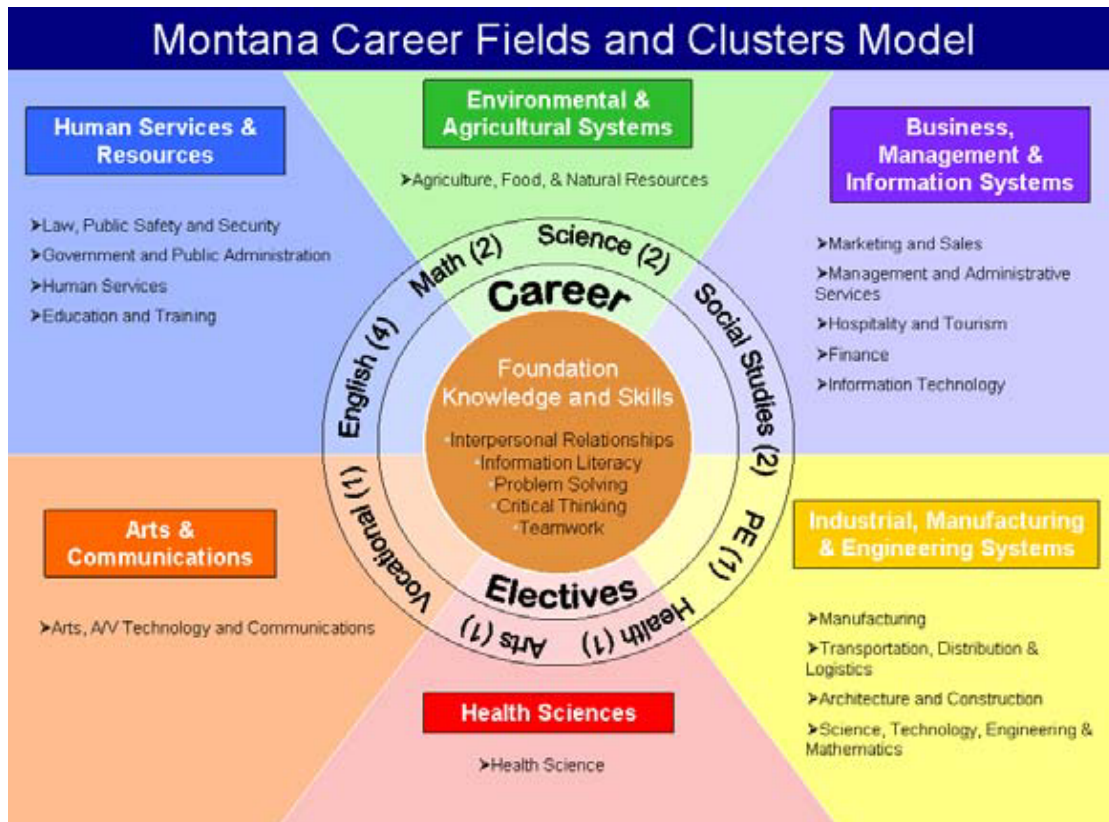 Montana Career Fields and Clusters Model
Human Services &
Resources
➤Law, Public Safety and Security
➤Government and Public Administration
➤Human Services
➤Education and Training
Environmental &
Agricultural Systems
➤Agriculture, Food, & Natural Resources
Business,
Management &
Information Systems
➤Marketing and Sales
➤Management and Administrative
Services
➤Hospitality and Tourism
➤Finance
➤Information Technology
English (4)
Math (2)
Science (2)
Social Studies (2)
PE (1)
Health (1)
Arts (1)
Vocational (1)
Career
Foundation
Knowledge and Skills
•Interpersonal Relationships
•Information Literacy
•Problem Solving
•Critical Thinking
•Teamwork
Electives
Arts &
Communications
➤Arts, A/V Technology and Communications
Health Sciences
➤Health Science
Industrial, Manufacturing
& Engineering Systems
➤Manufacturing
➤Transportation, Distribution &
Logistics
➤Architecture and Construction
➤Science, Technology, Engineering &
Mathematics